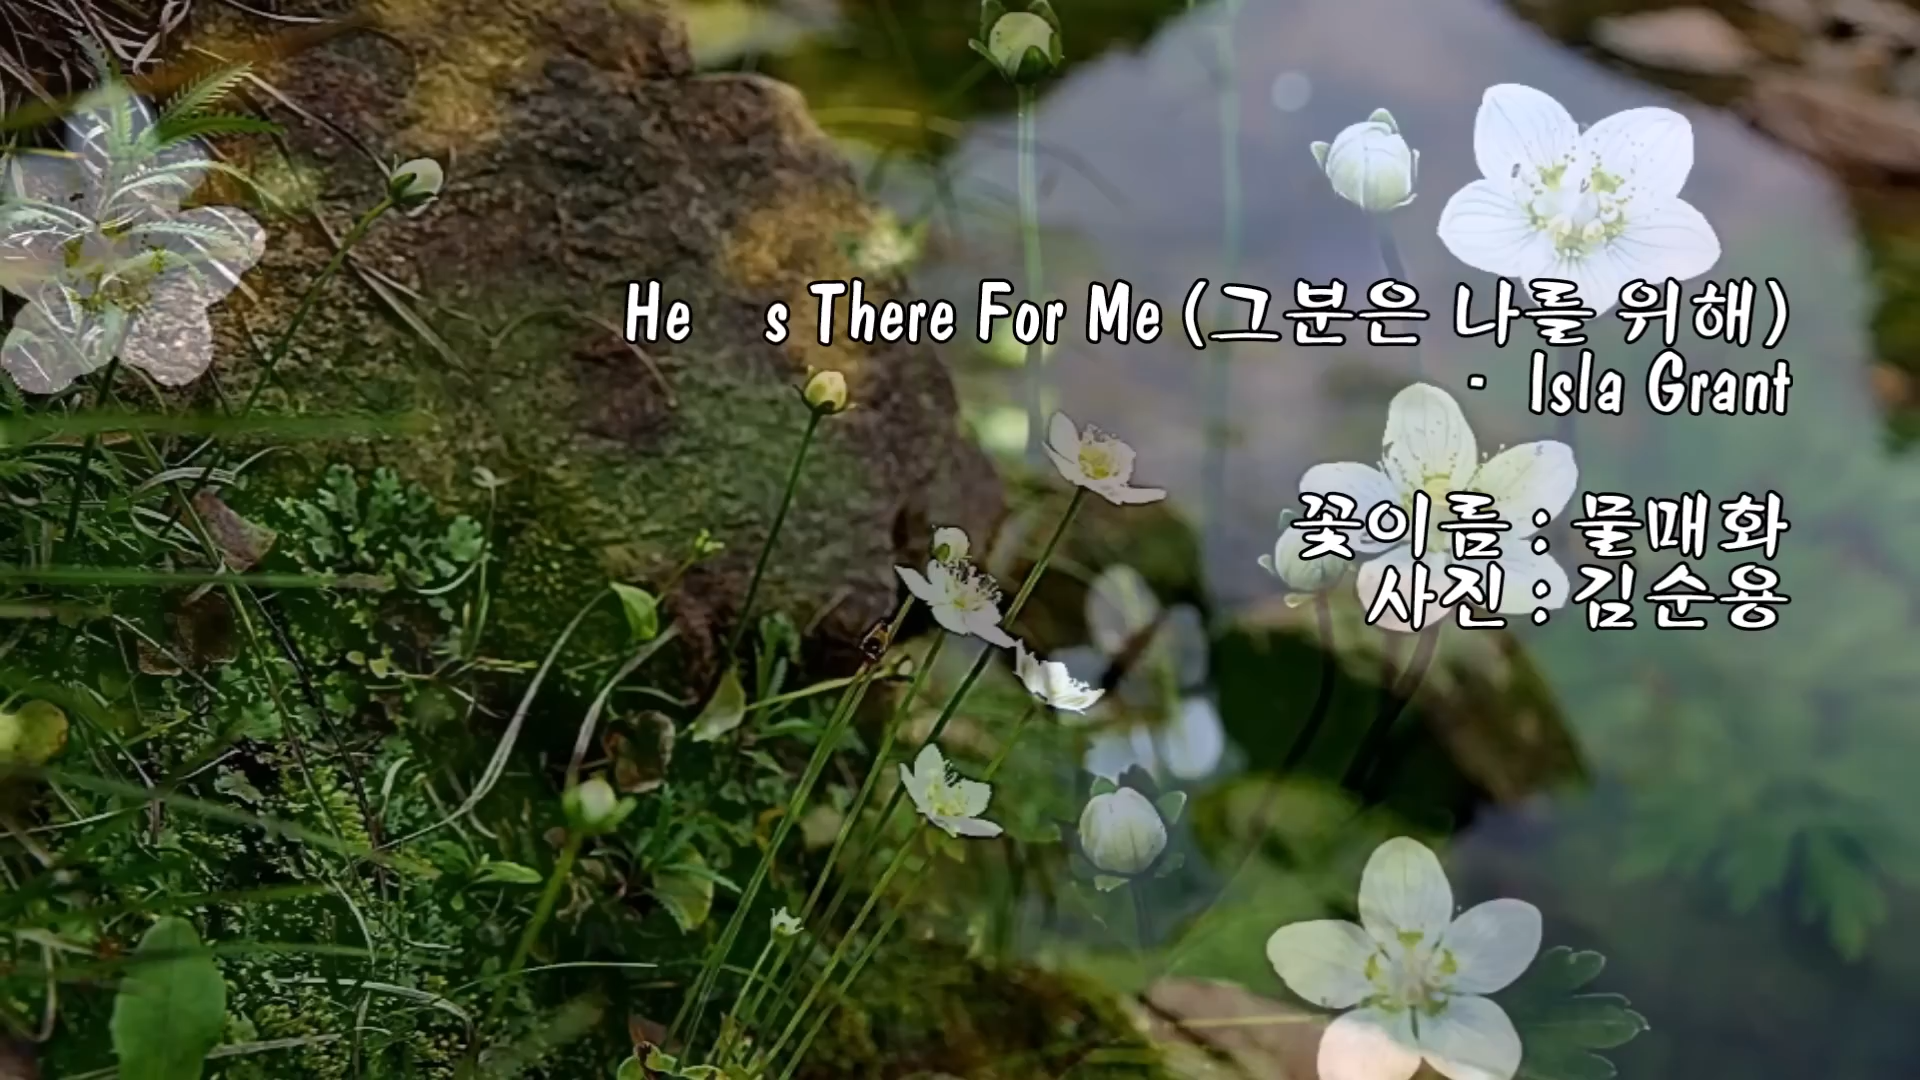 He s There For Me (그분은 나를 위해)
- Isla Grant
꽃이름 : 물매화
사진 : 김순용